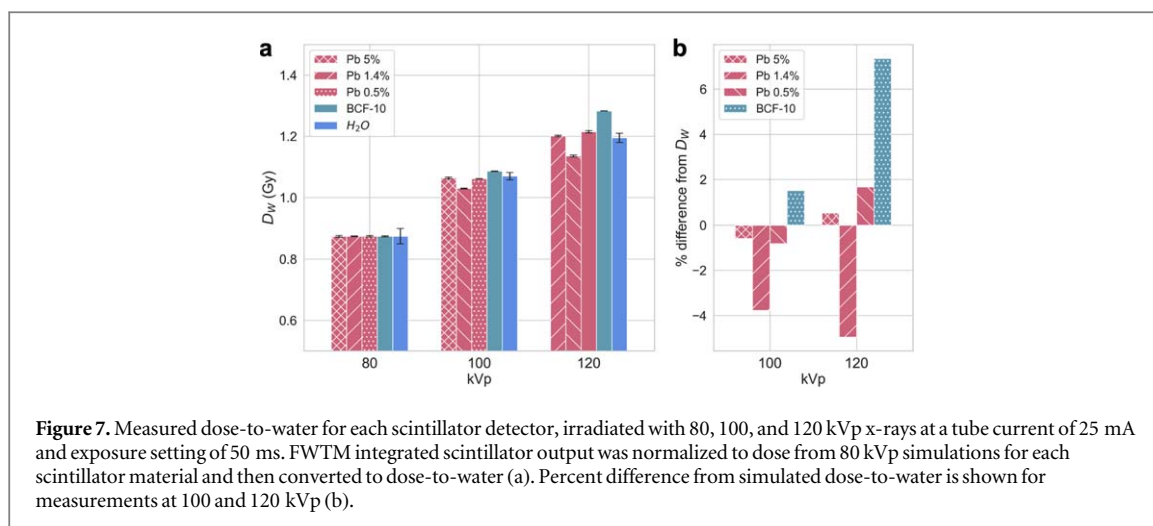 a
Pb 5%
Pb 1.4%
Pb 0.5%
BCF-10
H2O
1.4
1.2
1.0
0.8
0.6
DW (Gy)
80
100
120
kVp
b
Pb 5%
Pb 1.4%
Pb 0.5%
BCF-10
6
4
2
0
−2
−4
% difference from DW
100
120
kVp
Figure 7. Measured dose-to-water for each scintillator detector, irradiated with 80, 100, and 120 kVp x-rays at a tube current of 25 mA
and exposure setting of 50 ms. FWTM integrated scintillator output was normalized to dose from 80 kVp simulations for each
scintillator material and then converted to dose-to-water (a). Percent difference from simulated dose-to-water is shown for
measurements at 100 and 120 kVp (b).